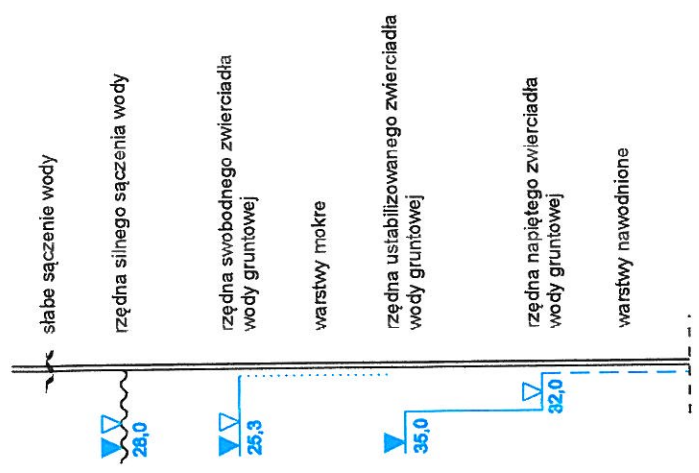 słabe sączenie wody
rzędna silnego sączenia wody
28,0
rzędna swobodnego zwierciadła
wody gruntowej
25,3
warstwy mokre
rzędna ustabilizowanego zwierciadła
wody gruntowej
35,0
rzędna napiętego zwierciadła
wody gruntowej
32,0
warstwy nawodnione